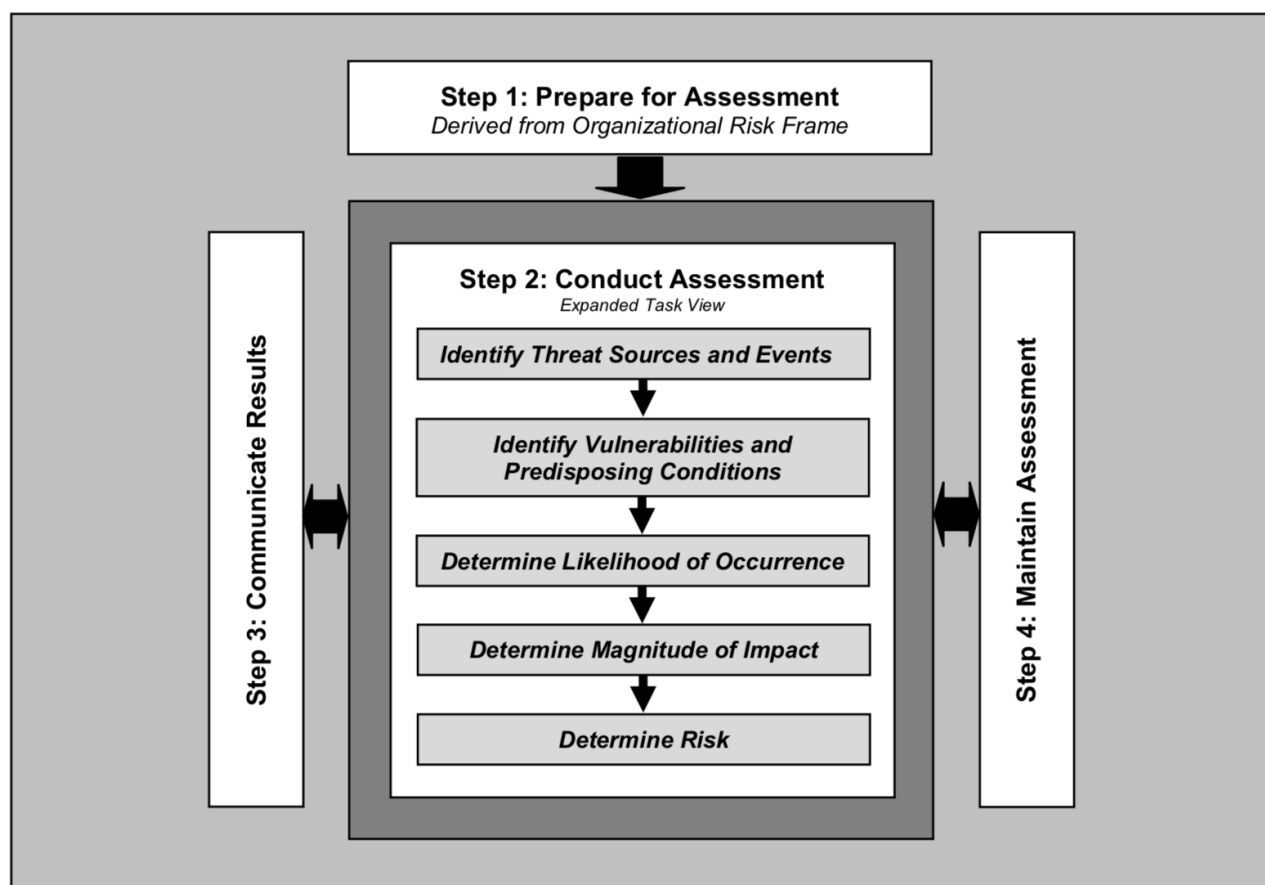 Step 1: Prepare for Assessment
Derived from Organizational Risk Frame
Step 2: Conduct Assessment
Expanded Task View
Identify Threat Sources and Events
Identify Vulnerabilities and
Predisposing Conditions
Determine Likelihood of Occurrence
Determine Magnitude of Impact
Determine Risk
Step 3: Communicate Results
Step 4: Maintain Assessment